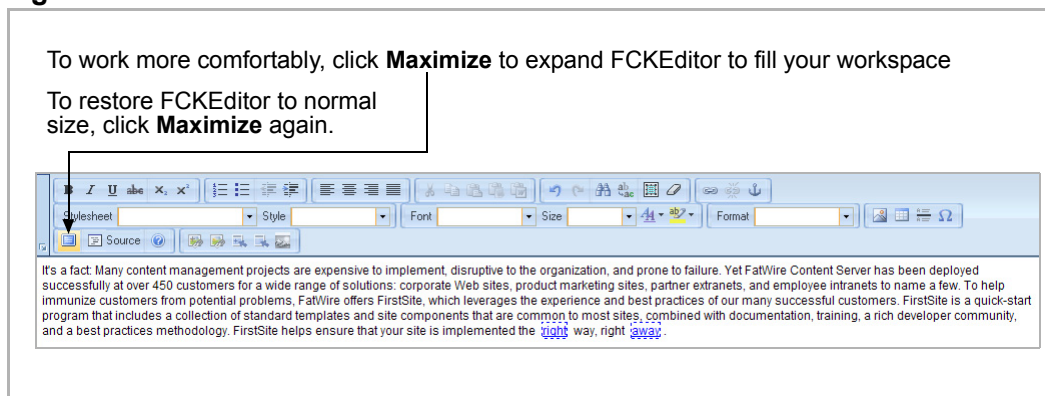 To work more comfortably, click Maximize to expand FCKEditor to fill your workspace
To restore FCKEditor to normal
size, click Maximize again.
B I U abc x₂ x²
Stylesheet Style Font Size Format
Source
It's a fact: Many content management projects are expensive to implement, disruptive to the organization, and prone to failure. Yet FatWire Content Server has been deployed
successfully at over 450 customers for a wide range of solutions: corporate Web sites, product marketing sites, partner extranets, and employee intranets to name a few. To help
immunize customers from potential problems, FatWire offers FirstSite, which leverages the experience and best practices of our many successful customers. FirstSite is a quick-start
program that includes a collection of standard templates and site components that are common to most sites, combined with documentation, training, a rich developer community,
and a best practices methodology. FirstSite helps ensure that your site is implemented the right way, right away.